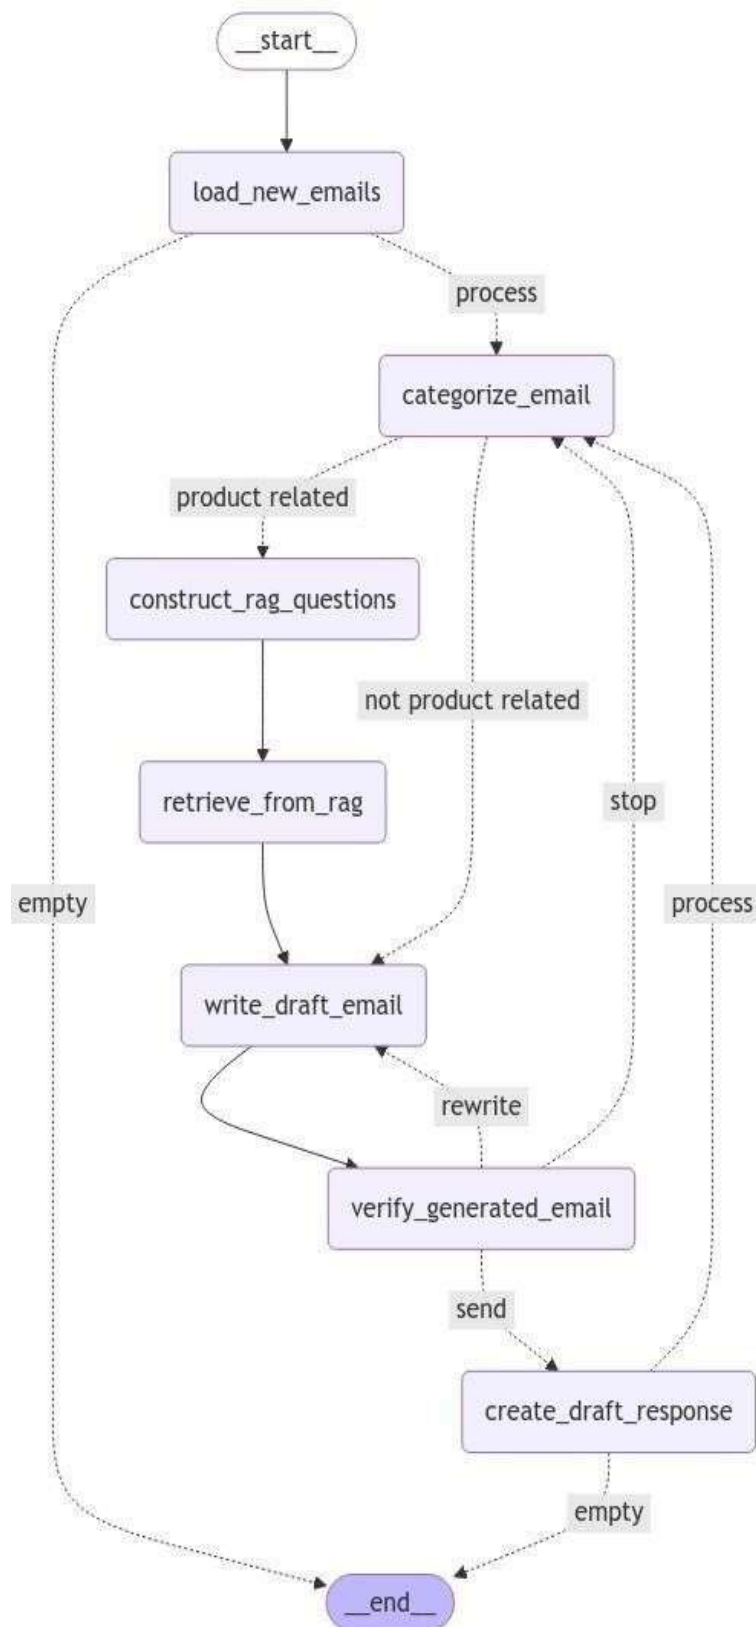 __start__
load_new_emails
process
categorize_email
product related
construct_rag_questions
not product related
retrieve_from_rag
stop
empty
process
write_draft_email
rewrite
verify_generated_email
send
create_draft_response
empty
__end__